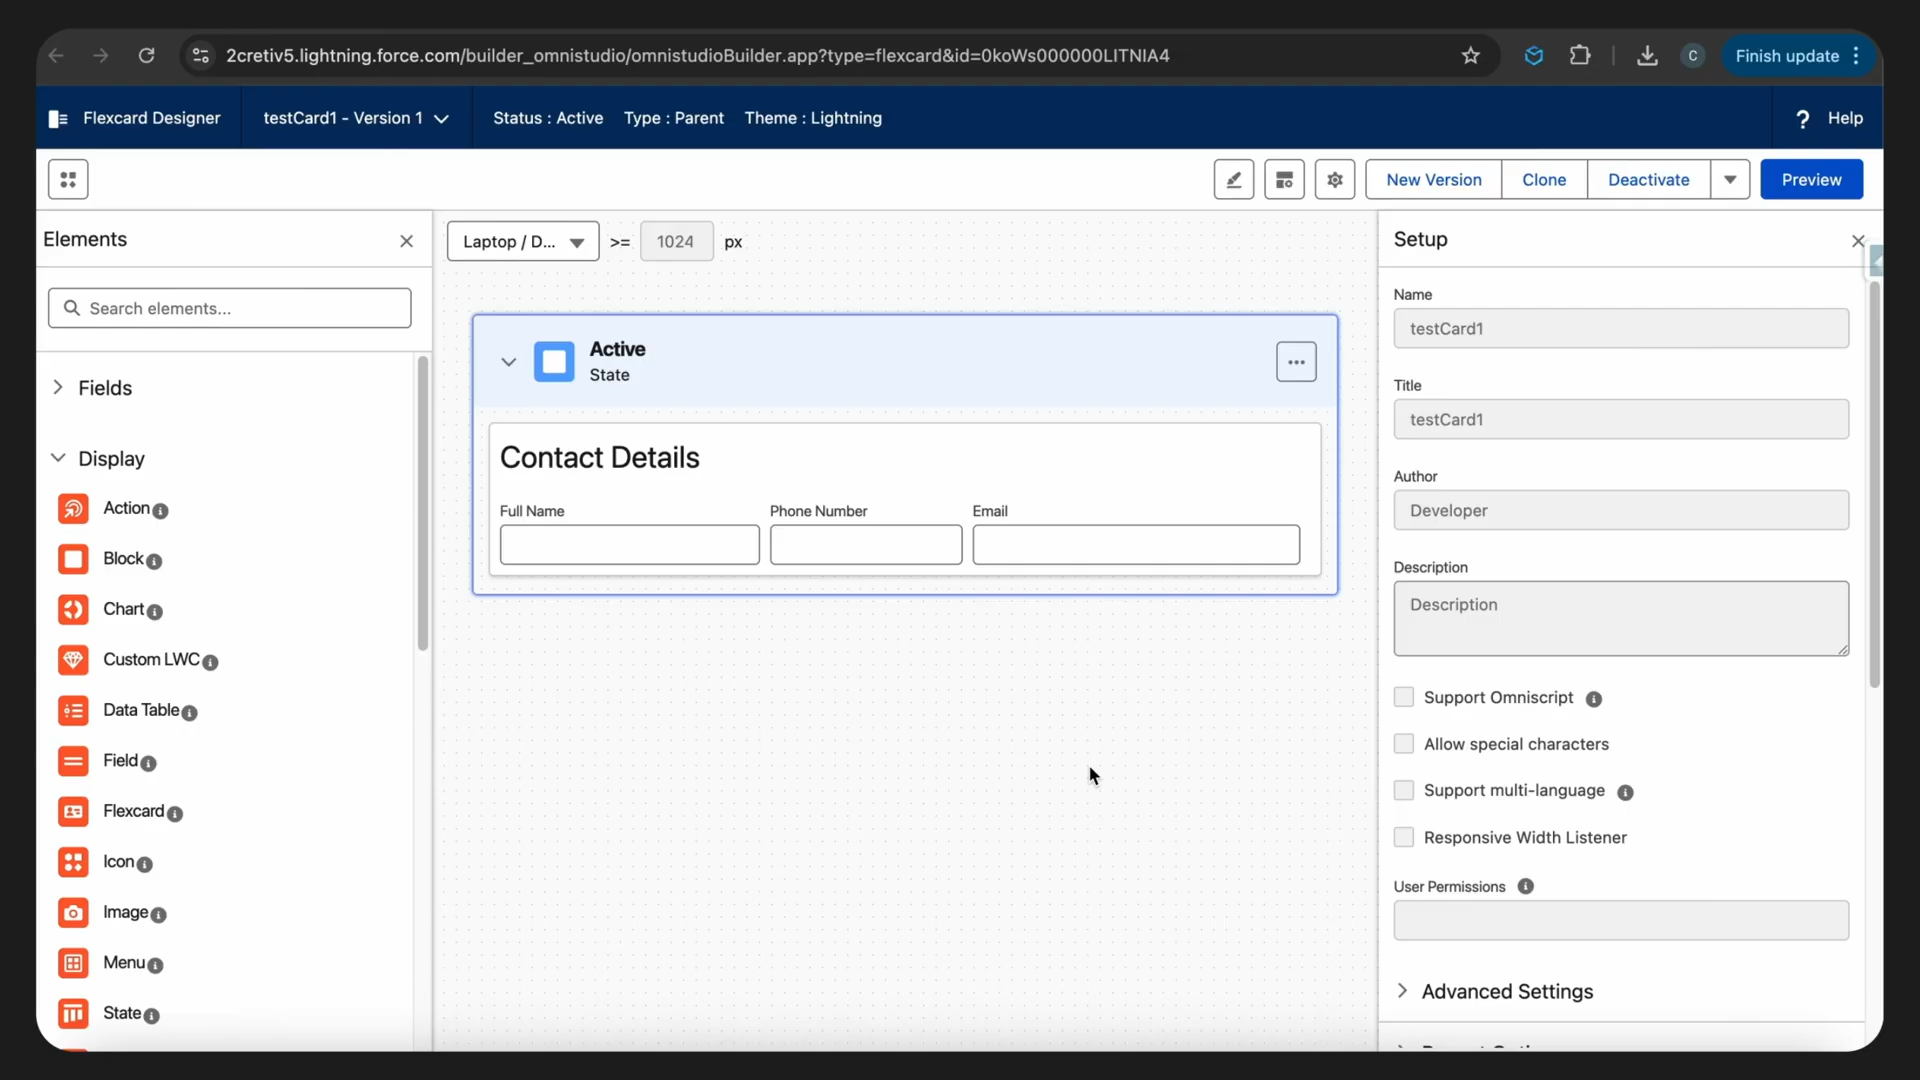 2cretiv5.lightning.force.com/builder_omnistudio/omnistudioBuilder.app?type=flexcard&id=0koWs000000LITNIA4
C
Finish update
Flexcard Designer
testCard1 - Version 1
Status : Active
Type : Parent
Theme : Lightning
? Help
New Version
Clone
Deactivate
Preview
Elements
Search elements...
Fields
Display
Action
Block
Chart
Custom LWC
Data Table
Field
Flexcard
Icon
Image
Menu
State
Laptop / D...
>=
1024
px
Active
State
Contact Details
Full Name
Phone Number
Email
Setup
Name
testCard1
Title
testCard1
Author
Developer
Description
Description
Support Omniscript
Allow special characters
Support multi-language
Responsive Width Listener
User Permissions
Advanced Settings